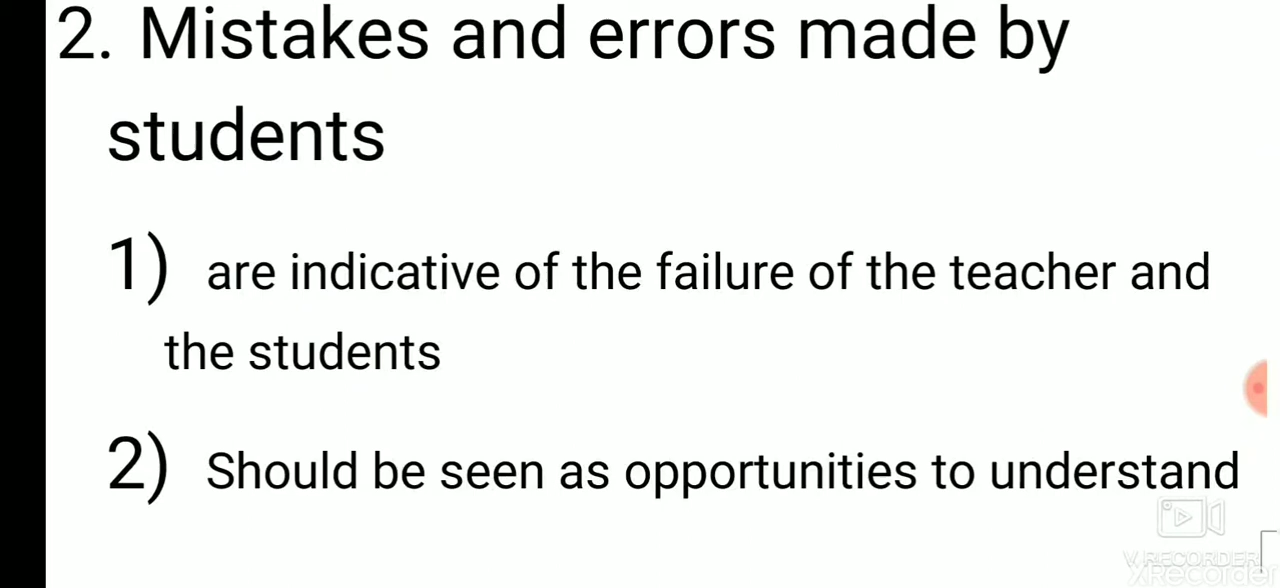 2. Mistakes and errors made by
students
1) are indicative of the failure of the teacher and
the students
2) Should be seen as opportunities to understand
V.RECORDER
XRecorder